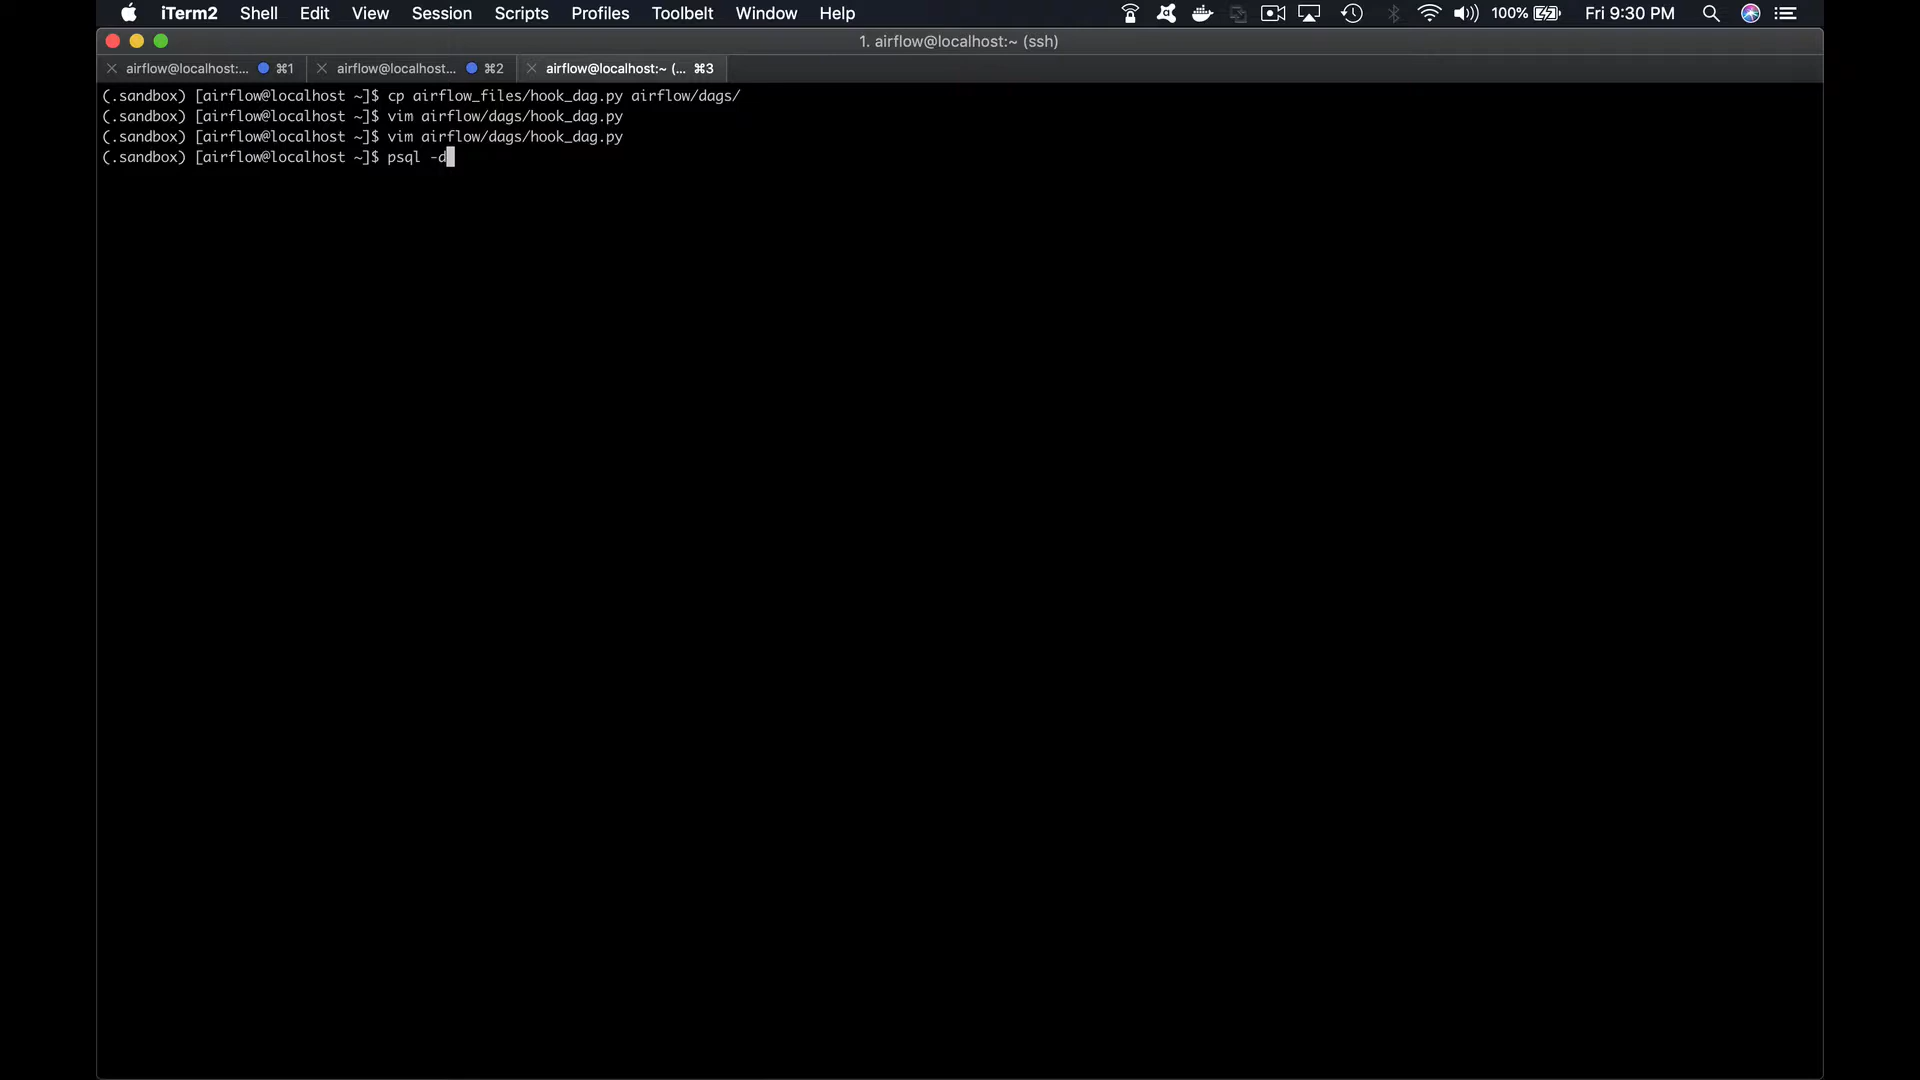 iTerm2 Shell Edit View Session Scripts Profiles Toolbelt Window Help 100% Fri 9:30 PM
1. airflow@localhost:~ (ssh)
airflow@localhost:... ⌘1 airflow@localhost... ⌘2 airflow@localhost:~ (... ⌘3
(.sandbox) [airflow@localhost ~]$ cp airflow_files/hook_dag.py airflow/dags/
(.sandbox) [airflow@localhost ~]$ vim airflow/dags/hook_dag.py
(.sandbox) [airflow@localhost ~]$ vim airflow/dags/hook_dag.py
(.sandbox) [airflow@localhost ~]$ psql -d